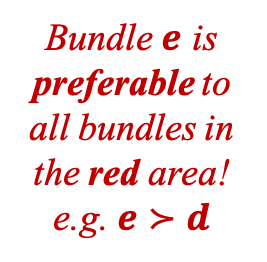 Bundle e is
preferable to
all bundles in
the red area!
e.g. e ≻ d